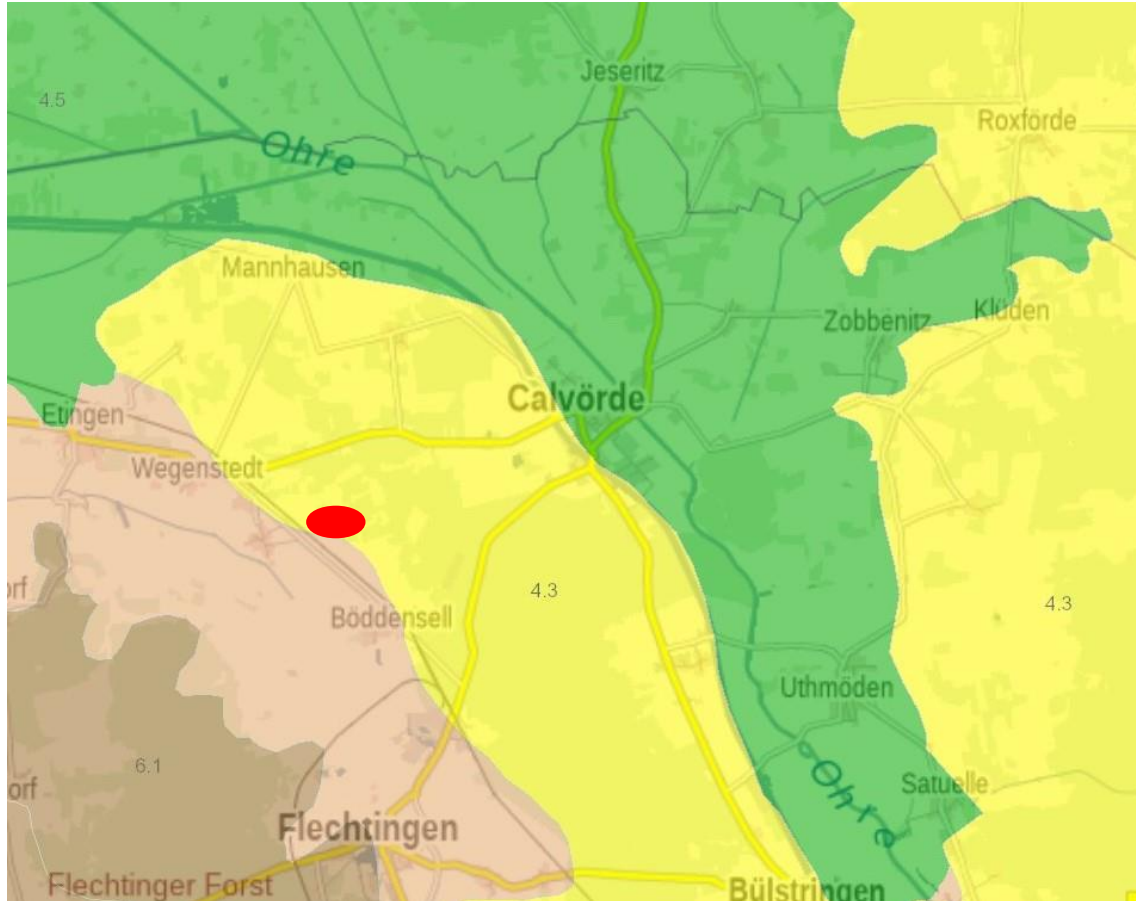 Jeseritz
4.5
Roxförde
Ohre
Mannhausen
Klüden
Zobbenitz
Calvörde
Etingen
Wegenstedt
orf
4.3
4.3
Böddensell
Uthmöden
6.1
Satuelle
orf
Ohre
Flechtingen
Flechtinger Forst
Bülstringen